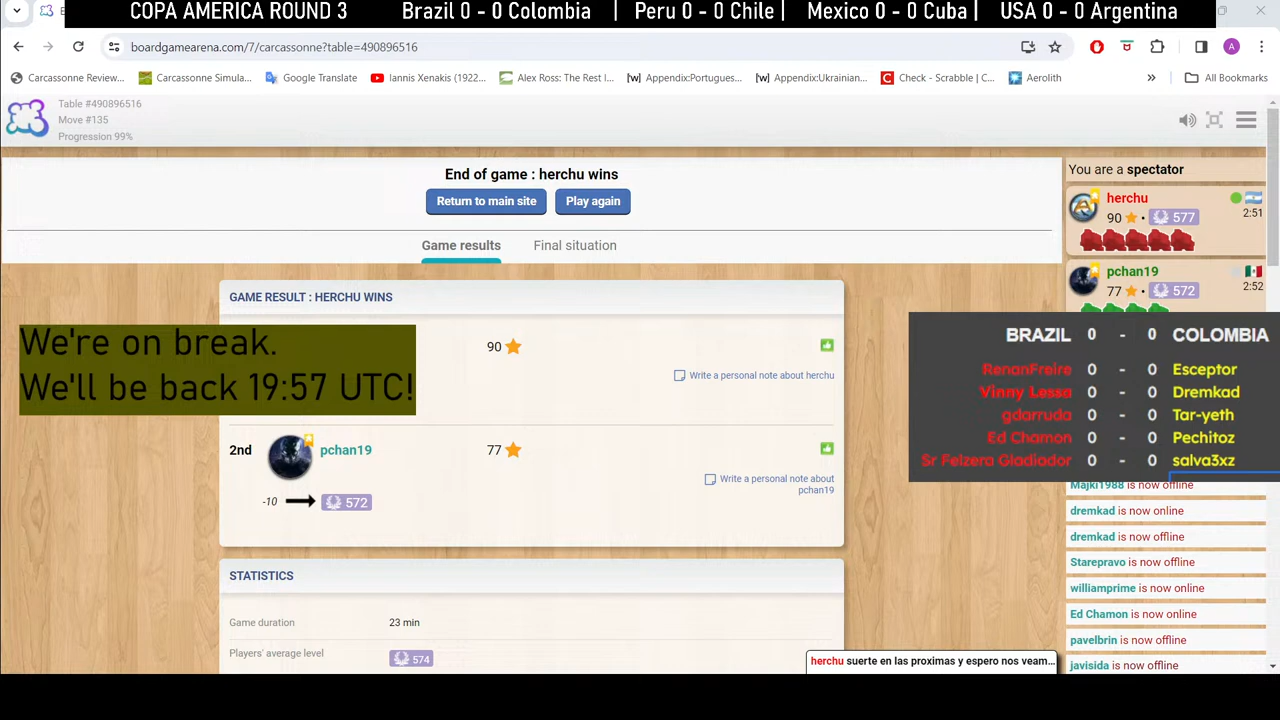 COPA AMERICA ROUND 3 Brazil 0 - 0 Colombia | Peru 0 - 0 Chile | Mexico 0 - 0 Cuba | USA 0 - 0 Argentina
boardgamearena.com/7/carcassonne?table=490896516
A
Carcassonne Review...
Carcassonne Simula...
Google Translate
Iannis Xenakis (1922...
Alex Ross: The Rest I...
[w] Appendix:Portugues...
[w] Appendix:Ukrainien...
C Check - Scrabble | C...
Aerolith
»
All Bookmarks
Table #490896516
Move #135
Progression 99%
End of game : herchu wins
Return to main site
Play again
Game results
Final situation
You are a spectator
herchu
90 • 577
2:51
pchan19
77 • 572
2:52
GAME RESULT : HERCHU WINS
We're on break.
We'll be back 19:57 UTC!
90
Write a personal note about herchu
2nd pchan19 77
Write a personal note about
pchan19
-10 572
BRAZIL 0 - 0 COLOMBIA
RenanFreire 0 - 0 Esceptor
Vinny Lessa 0 - 0 Dremkad
gdarruda 0 - 0 Tar-yeth
Ed Chamon 0 - 0 Pechitoz
Sr Felzera Gladiador 0 - 0 salva3xz
Majki1988 is now offline
dremkad is now online
dremkad is now offline
Starepravo is now offline
williamprime is now online
Ed Chamon is now online
pavelbrin is now offline
javisida is now offline
STATISTICS
Game duration 23 min
Players' average level 574
herchu suerte en las proximas y espero nos veam...